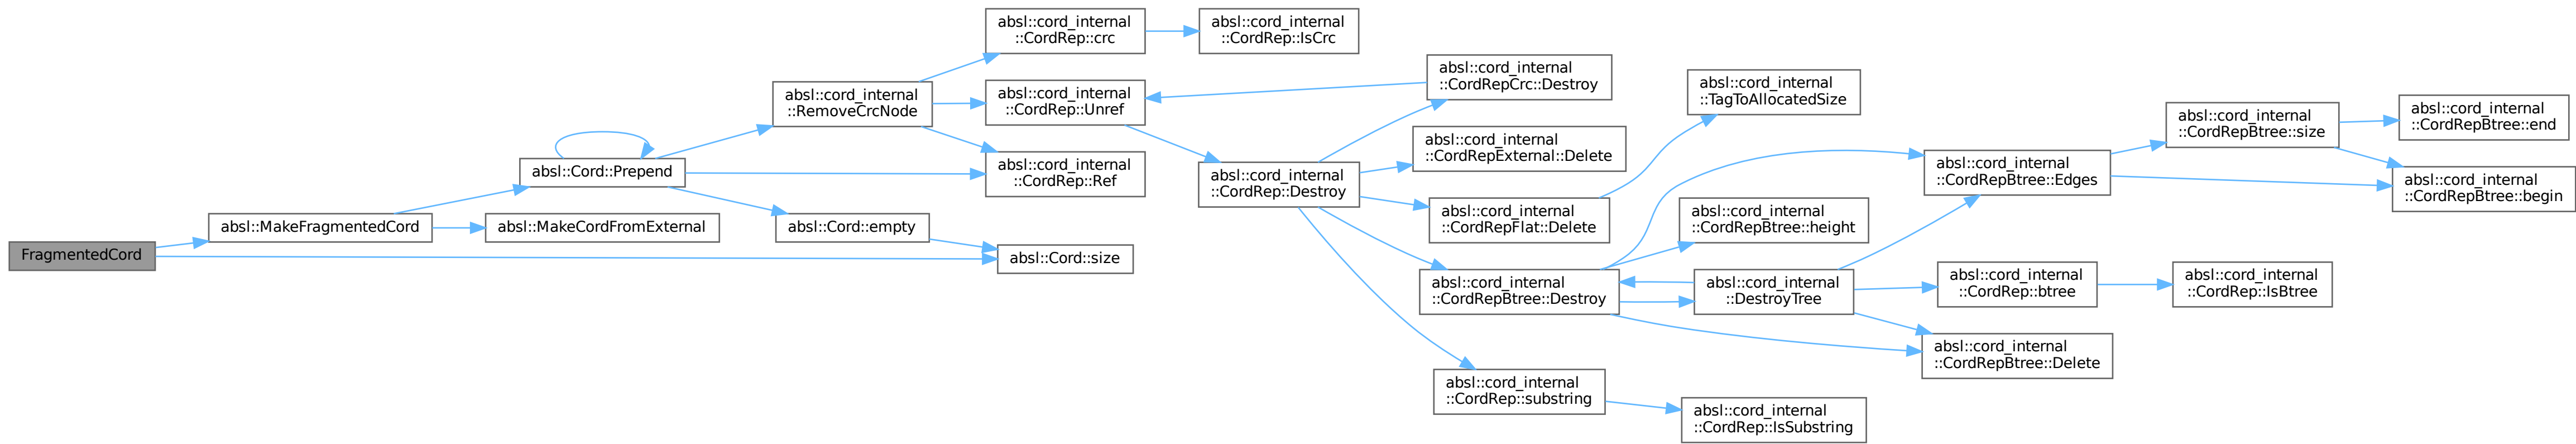 FragmentedCord
absl::MakeFragmentedCord
absl::Cord::Prepend
absl::MakeCordFromExternal
absl::cord_internal
::RemoveCrcNode
absl::Cord::empty
absl::cord_internal
::CordRep::crc
absl::cord_internal
::CordRep::Unref
absl::cord_internal
::CordRep::Ref
absl::Cord::size
absl::cord_internal
::CordRep::IsCrc
absl::cord_internal
::CordRep::Destroy
absl::cord_internal
::CordRepCrc::Destroy
absl::cord_internal
::CordRepExternal::Delete
absl::cord_internal
::CordRepFlat::Delete
absl::cord_internal
::CordRepBtree::Destroy
absl::cord_internal
::CordRep::substring
absl::cord_internal
::TagToAllocatedSize
absl::cord_internal
::CordRepBtree::height
absl::cord_internal
::DestroyTree
absl::cord_internal
::CordRep::IsSubstring
absl::cord_internal
::CordRepBtree::Edges
absl::cord_internal
::CordRep::btree
absl::cord_internal
::CordRepBtree::Delete
absl::cord_internal
::CordRepBtree::size
absl::cord_internal
::CordRep::IsBtree
absl::cord_internal
::CordRepBtree::end
absl::cord_internal
::CordRepBtree::begin